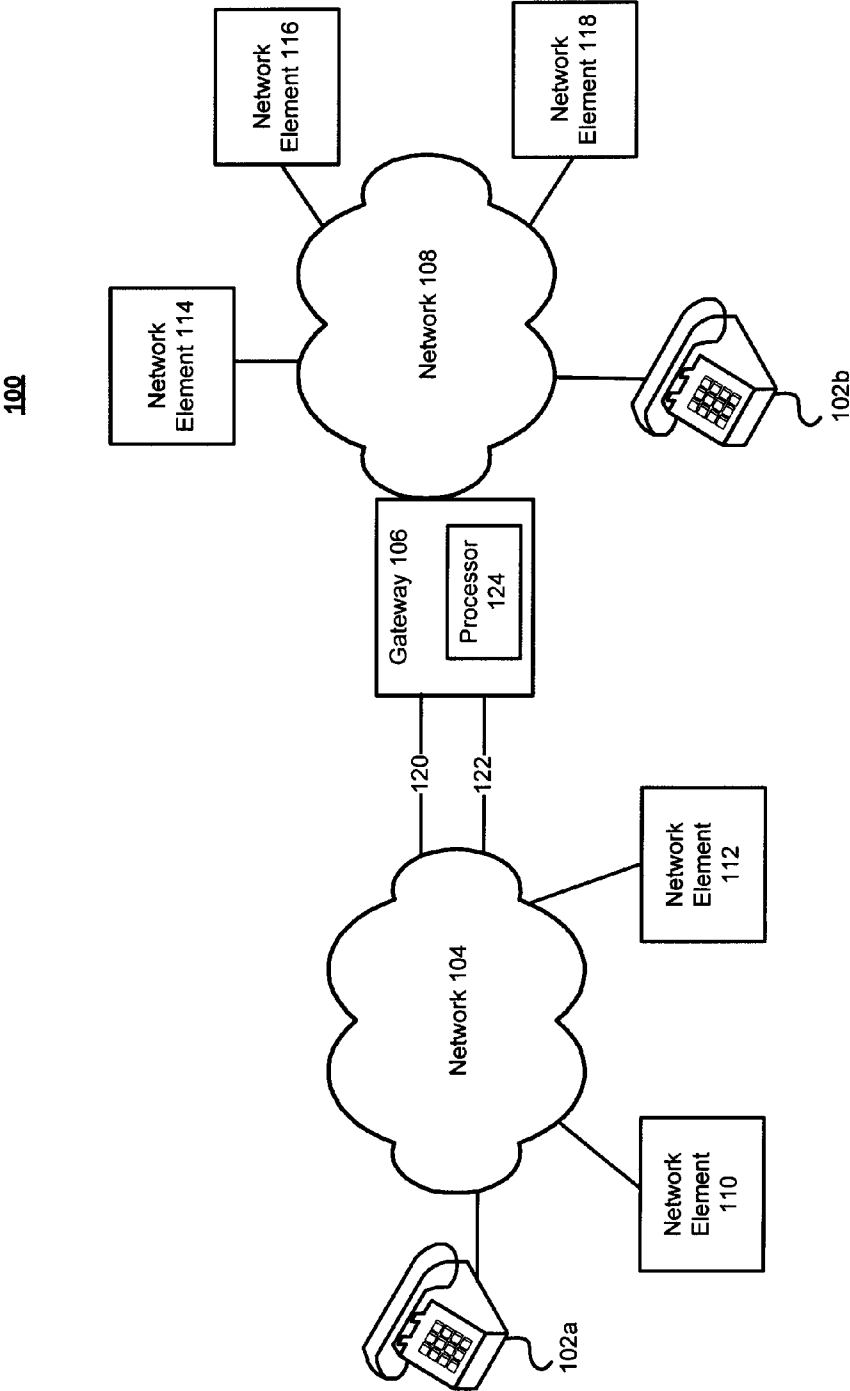 100
Network
Element 114
Network
Element 116
Network 108
Network
Element 118
102b
Gateway 106
Processor
124
120
122
Network 104
Network
Element
112
Network
Element
110
102a